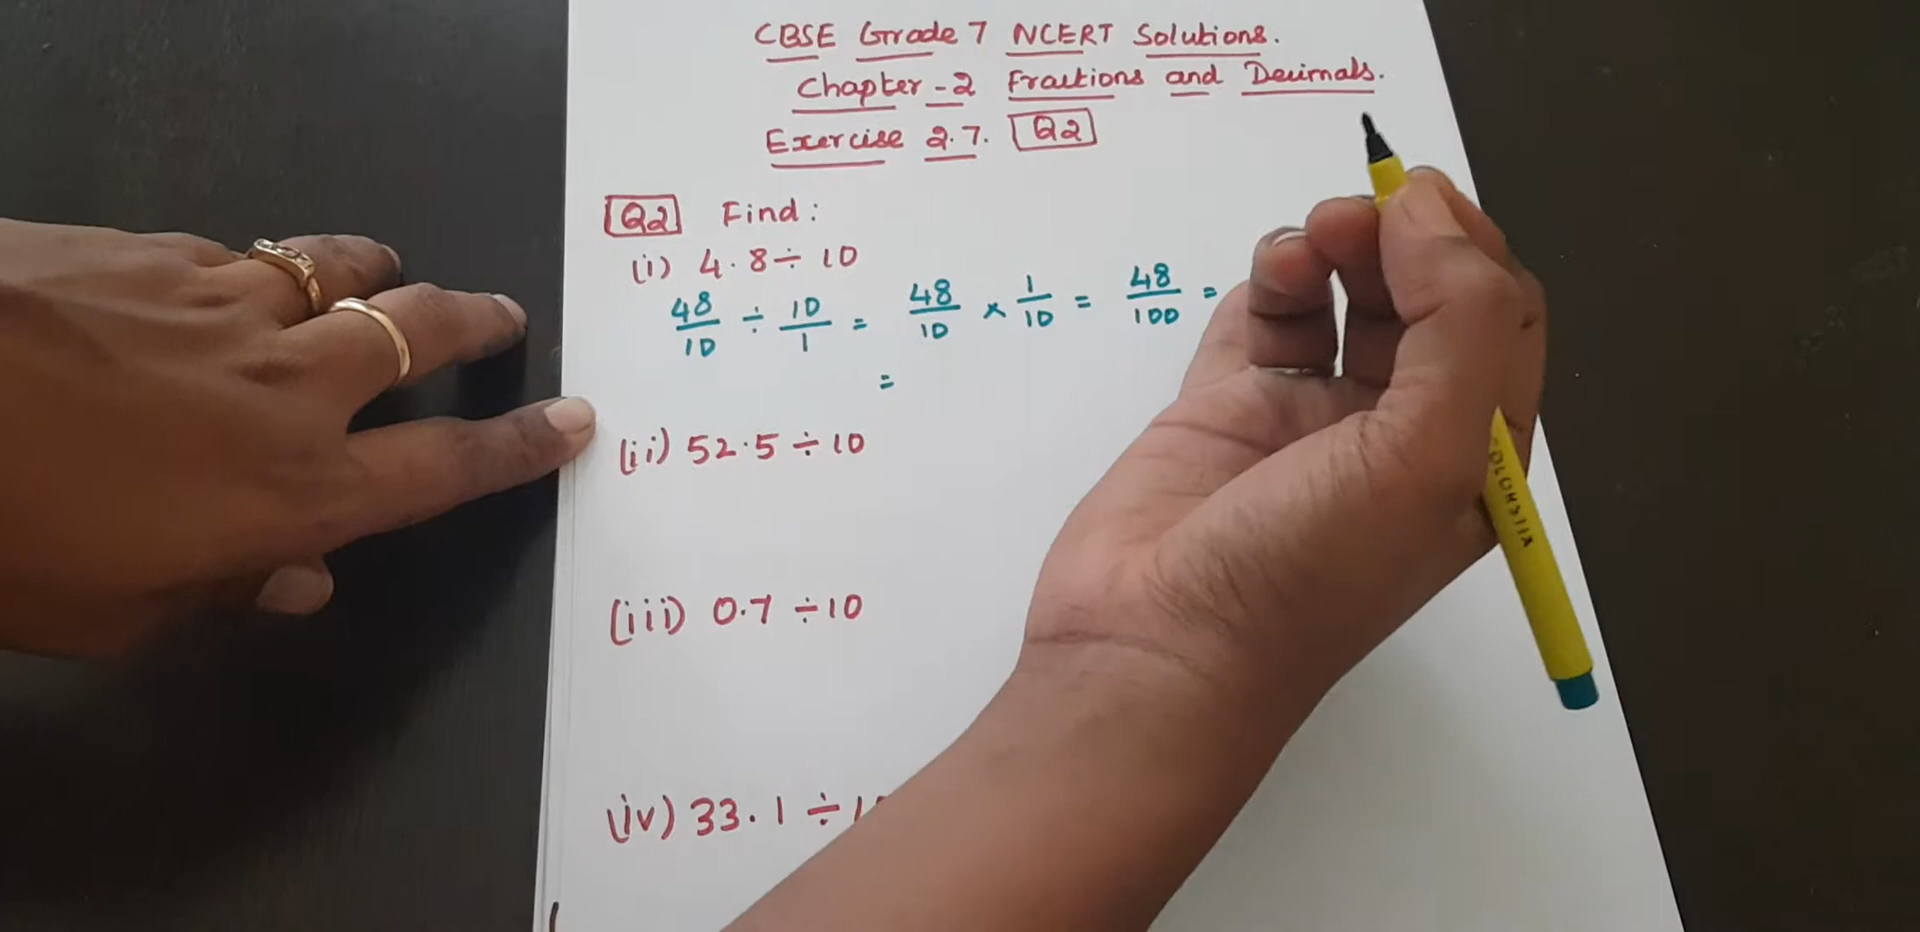 CBSE Grade 7 NCERT Solutions.
Chapter-2 Fractions and Decimals.
Exercise 2.7. Q2
Q2 Find:
(i) 4.8 ÷ 10
48/10 ÷ 10/1 = 48/10 × 1/10 = 48/100 =
=
(ii) 52.5 ÷ 10
(iii) 0.7 ÷ 10
(iv) 33.1 ÷
COLORSTIX